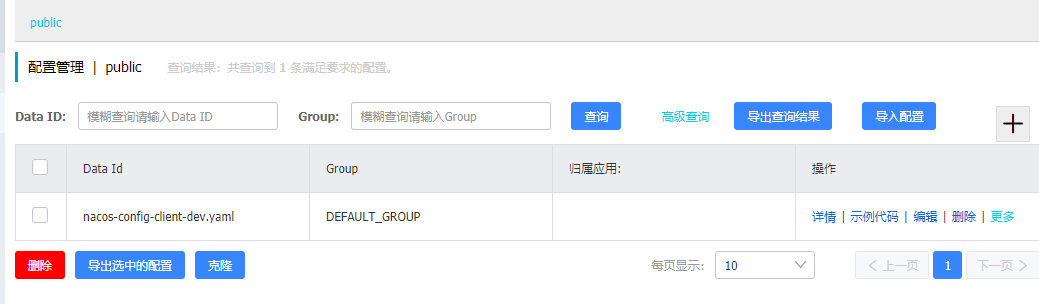 public
配置管理 | public 查询结果：共查询到 1 条满足要求的配置。
Data ID: 模糊查询请输入Data ID Group: 模糊查询请输入Group 查询 高级查询 导出查询结果 导入配置
Data Id Group 归属应用: 操作
nacos-config-client-dev.yaml DEFAULT_GROUP 详情 | 示例代码 | 编辑 | 删除 | 更多
删除 导出选中的配置 克隆 每页显示: 10 上一页 1 下一页